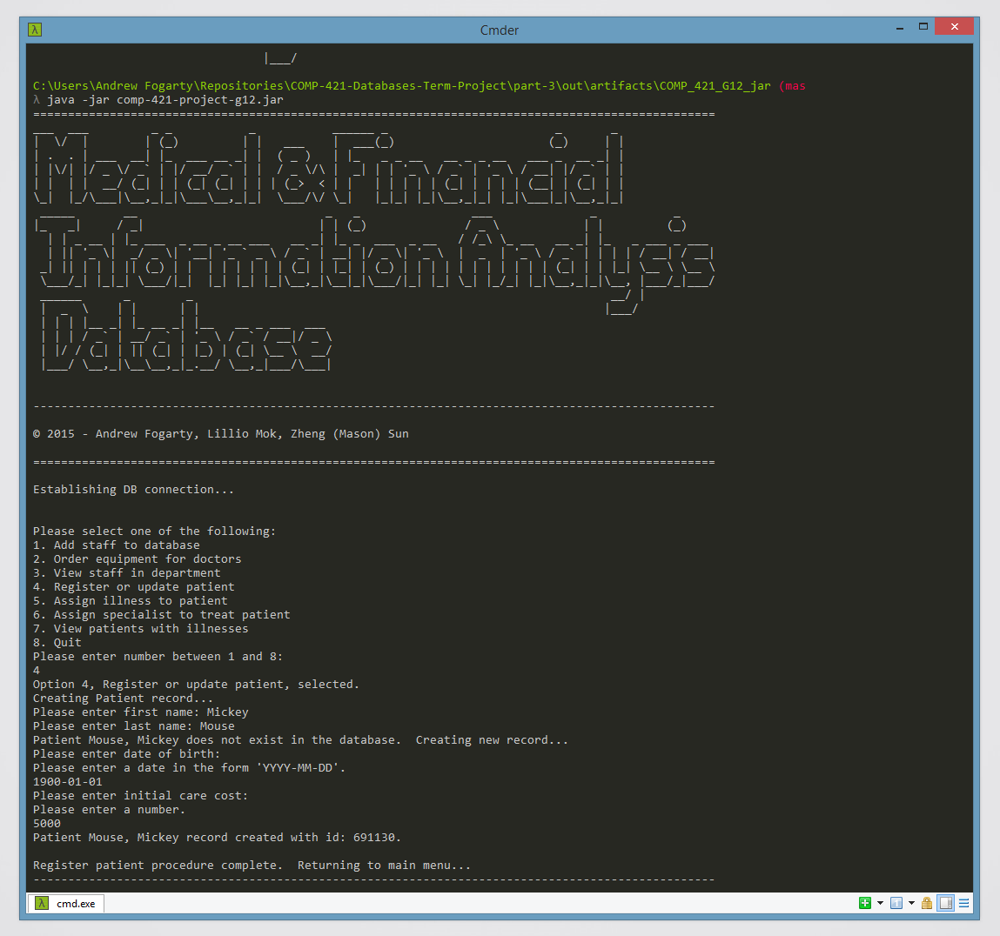 Cmder
C:\Users\Andrew Fogarty\Repositories\COMP-421-Databases-Term-Project\part-3\out\artifacts\COMP_421_G12_jar (mas
λ java -jar comp-421-project-g12.jar
Medical & Financial
Information Analysis
Database
© 2015 - Andrew Fogarty, Lillio Mok, Zheng (Mason) Sun
Establishing DB connection...
Please select one of the following:
1. Add staff to database
2. Order equipment for doctors
3. View staff in department
4. Register or update patient
5. Assign illness to patient
6. Assign specialist to treat patient
7. View patients with illnesses
8. Quit
Please enter number between 1 and 8:
4
Option 4, Register or update patient, selected.
Creating Patient record...
Please enter first name: Mickey
Please enter last name: Mouse
Patient Mouse, Mickey does not exist in the database.  Creating new record...
Please enter date of birth:
Please enter a date in the form 'YYYY-MM-DD'.
1900-01-01
Please enter initial care cost:
Please enter a number.
5000
Patient Mouse, Mickey record created with id: 691130.
Register patient procedure complete.  Returning to main menu...
λ cmd.exe